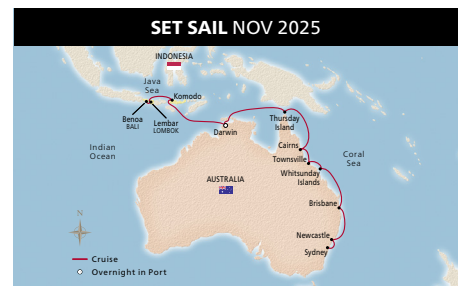 SET SAIL NOV 2025
INDONESIA
Java
Sea
Komodo
Benoa
BALI
Lembar
LOMBOK
Darwin
Thursday
Island
Indian
Ocean
Cairns
Townsville
Coral
Sea
Whitsunday
Islands
AUSTRALIA
Brisbane
N
Newcastle
Sydney
Cruise
Overnight in Port